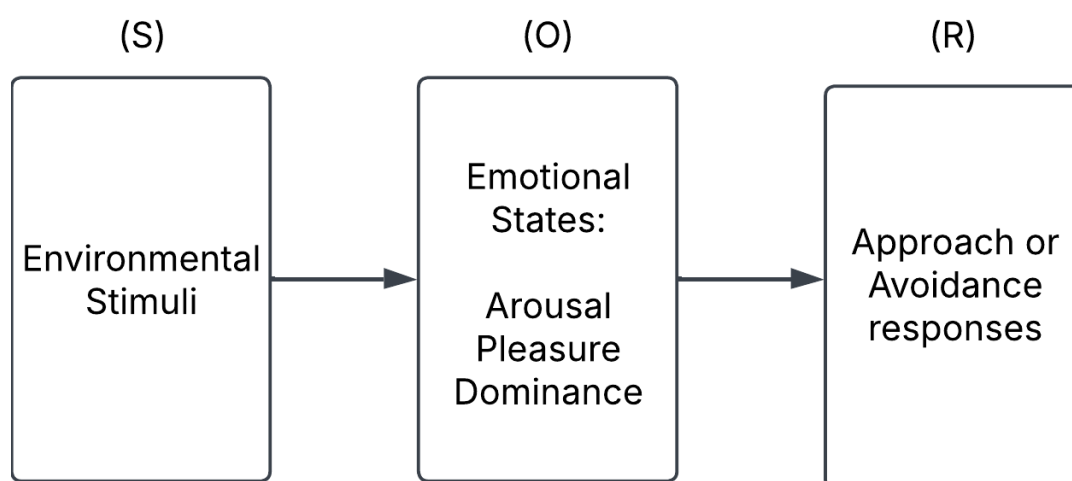 (S)
(O)
(R)
Environmental
Stimuli
Emotional
States:
Arousal
Pleasure
Dominance
Approach or
Avoidance
responses